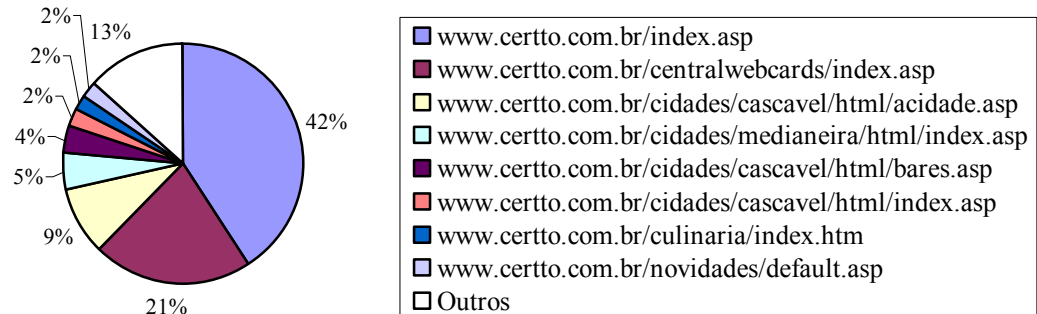 2%
13%
2%
2%
4%
5%
9%
21%
42%
www.certto.com.br/index.asp
www.certto.com.br/centralwebcards/index.asp
www.certto.com.br/cidades/cascavel/html/acidade.asp
www.certto.com.br/cidades/medianeira/html/index.asp
www.certto.com.br/cidades/cascavel/html/bares.asp
www.certto.com.br/cidades/cascavel/html/index.asp
www.certto.com.br/culinaria/index.htm
www.certto.com.br/novidades/default.asp
Outros